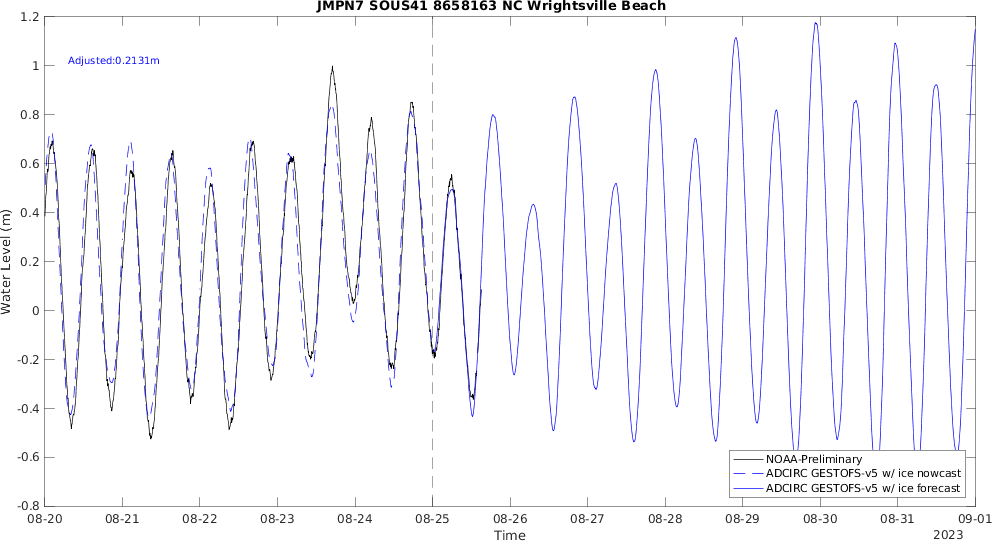 JMPN7 SOUS41 8658163 NC Wrightsville Beach
Adjusted:0.2131m
1.2
1
0.8
0.6
0.4
0.2
0
-0.2
-0.4
-0.6
-0.8
Water Level (m)
NOAA-Preliminary
ADCIRC GESTOFS-v5 w/ ice nowcast
ADCIRC GESTOFS-v5 w/ ice forecast
08-20 08-21 08-22 08-23 08-24 08-25 08-26 08-27 08-28 08-29 08-30 08-31 09-01
Time
2023